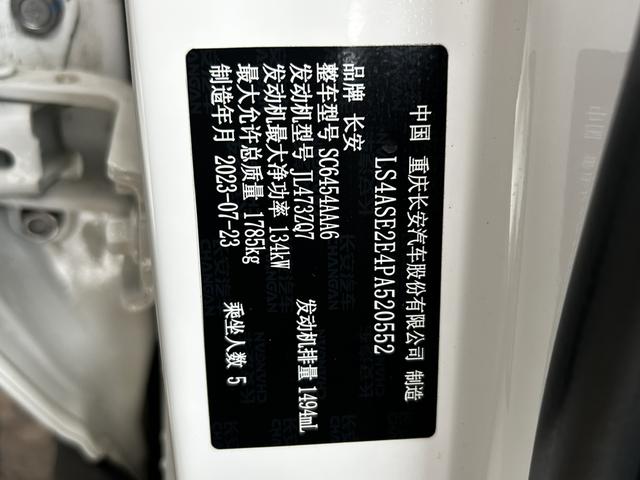 中国 重庆长安汽车股份有限公司 制造
LS4ASE2E4PA520552
品牌 长安
整车型号 SC6454AAA6
发动机型号 JL473ZQ7 发动机排量 1494mL
发动机最大净功率 134kW
最大允许总质量 1785kg
制造年月 2023-07-23 乘坐人数 5